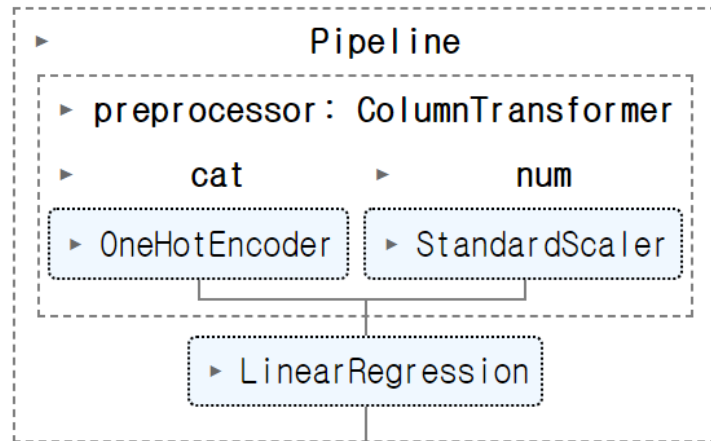 Pipeline
preprocessor: ColumnTransformer
cat num
OneHotEncoder StandardScaler
LinearRegression